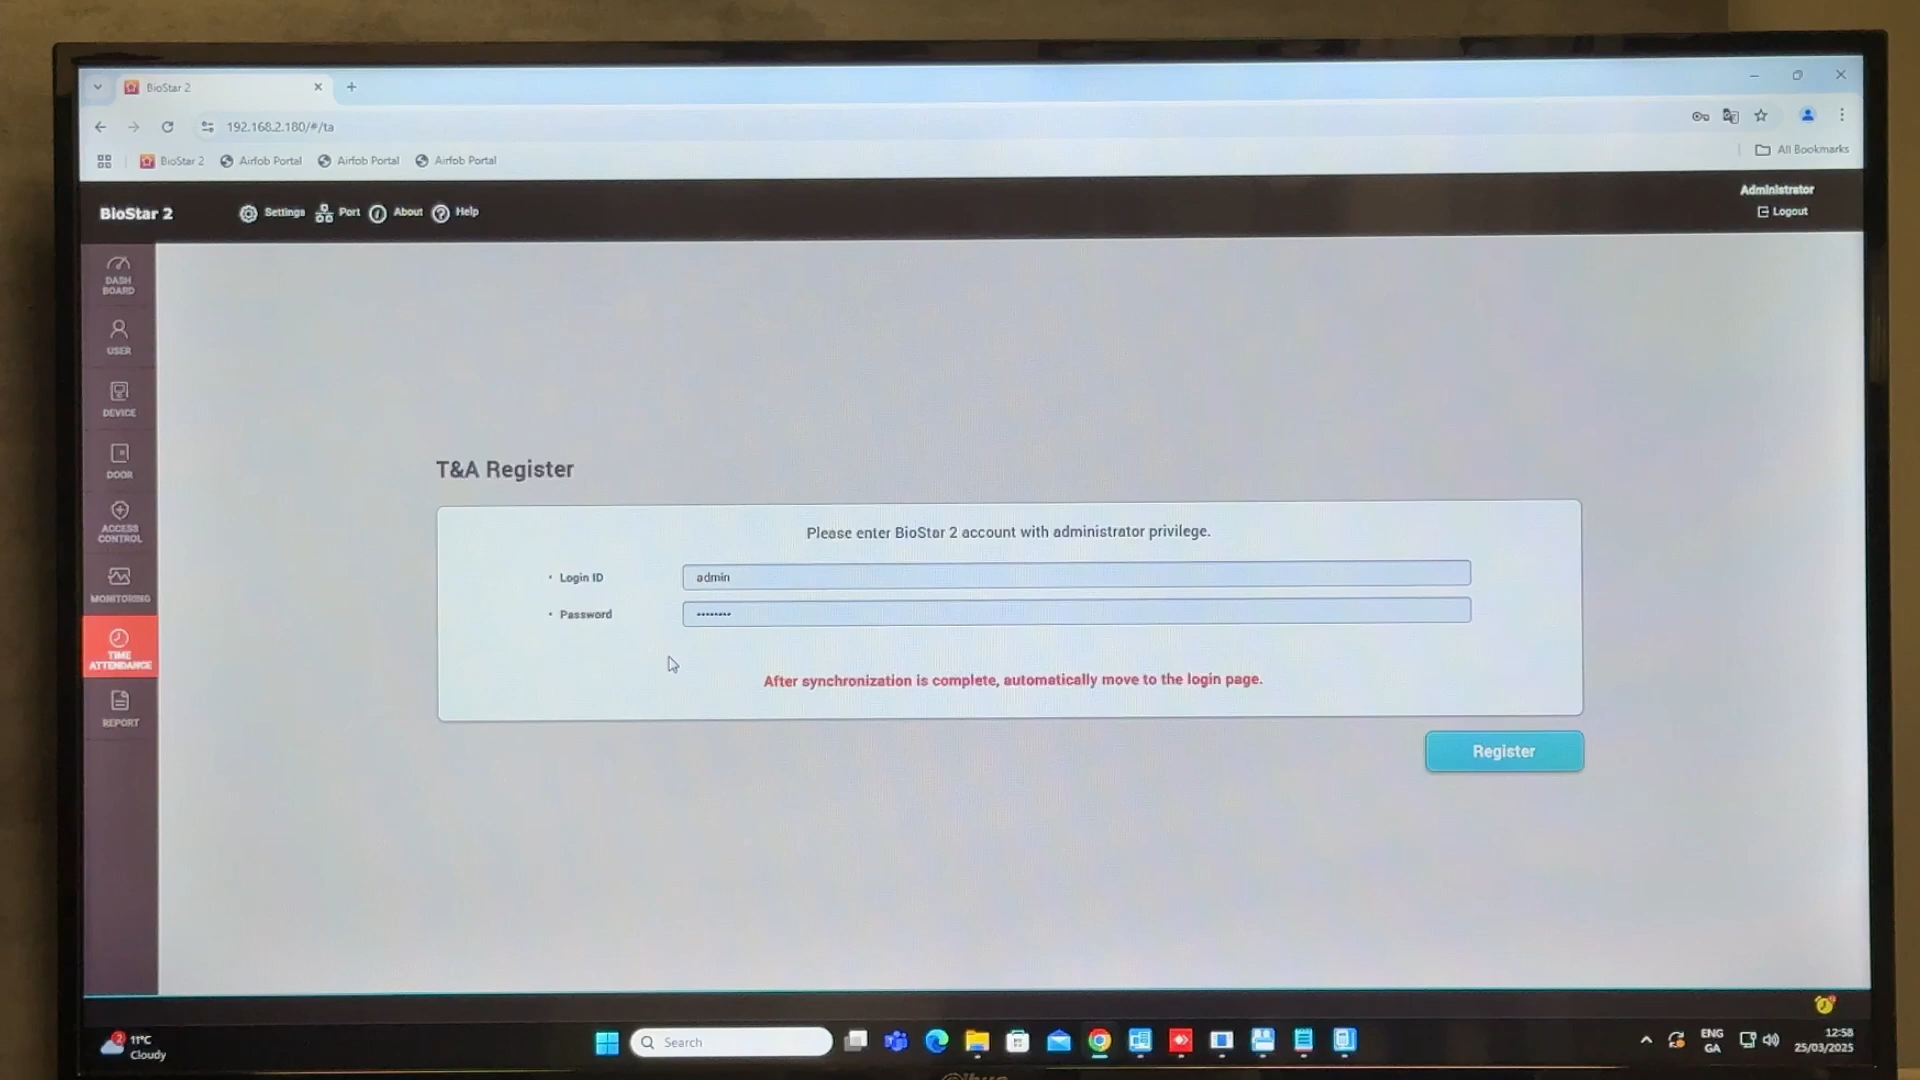 BioStar 2
192.168.2.180/#/ta
BioStar 2 Airfob Portal Airfob Portal Airfob Portal All Bookmarks
BioStar 2 Settings Port About Help Administrator
Logout
DASH
BOARD
USER
DEVICE
DOOR
ACCESS
CONTROL
MONITORING
TIME
ATTENDANCE
REPORT
T&A Register
Please enter BioStar 2 account with administrator privilege.
• Login ID admin
• Password ••••••••
After synchronization is complete, automatically move to the login page.
Register
2
11°C
Cloudy
Search
ENG
GA
12:58
25/03/2025